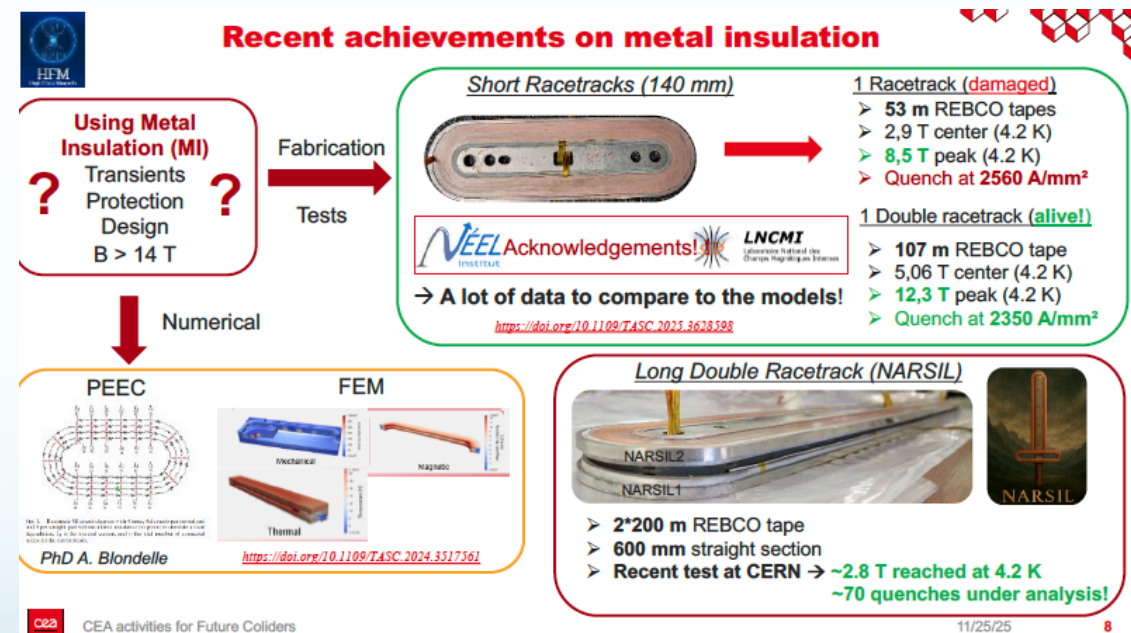 HFM
Recent achievements on metal insulation
Using Metal
Insulation (MI)
? Transients ?
Protection
Design
B > 14 T
Fabrication
Tests
Numerical
Short Racetracks (140 mm)
NÉEL
institut
Acknowledgements!
LNCMI
Laboratoire National des
Champs Magnétiques Intenses
→ A lot of data to compare to the models!
https://doi.org/10.1109/TASC.2025.3628598
1 Racetrack (damaged)
➢ 53 m REBCO tapes
➢ 2,9 T center (4.2 K)
➢ 8,5 T peak (4.2 K)
➢ Quench at 2560 A/mm²
1 Double racetrack (alive!)
➢ 107 m REBCO tape
➢ 5,06 T center (4.2 K)
➢ 12,3 T peak (4.2 K)
➢ Quench at 2350 A/mm²
PEEC
FEM
Mechanical
Magnetic
Thermal
PhD A. Blondelle
https://doi.org/10.1109/TASC.2024.3517561
Long Double Racetrack (NARSIL)
NARSIL2
NARSIL1
NARSIL
➢ 2*200 m REBCO tape
➢ 600 mm straight section
➢ Recent test at CERN → ~2.8 T reached at 4.2 K
~70 quenches under analysis!
cea
CEA activities for Future Coliders
11/25/25
8